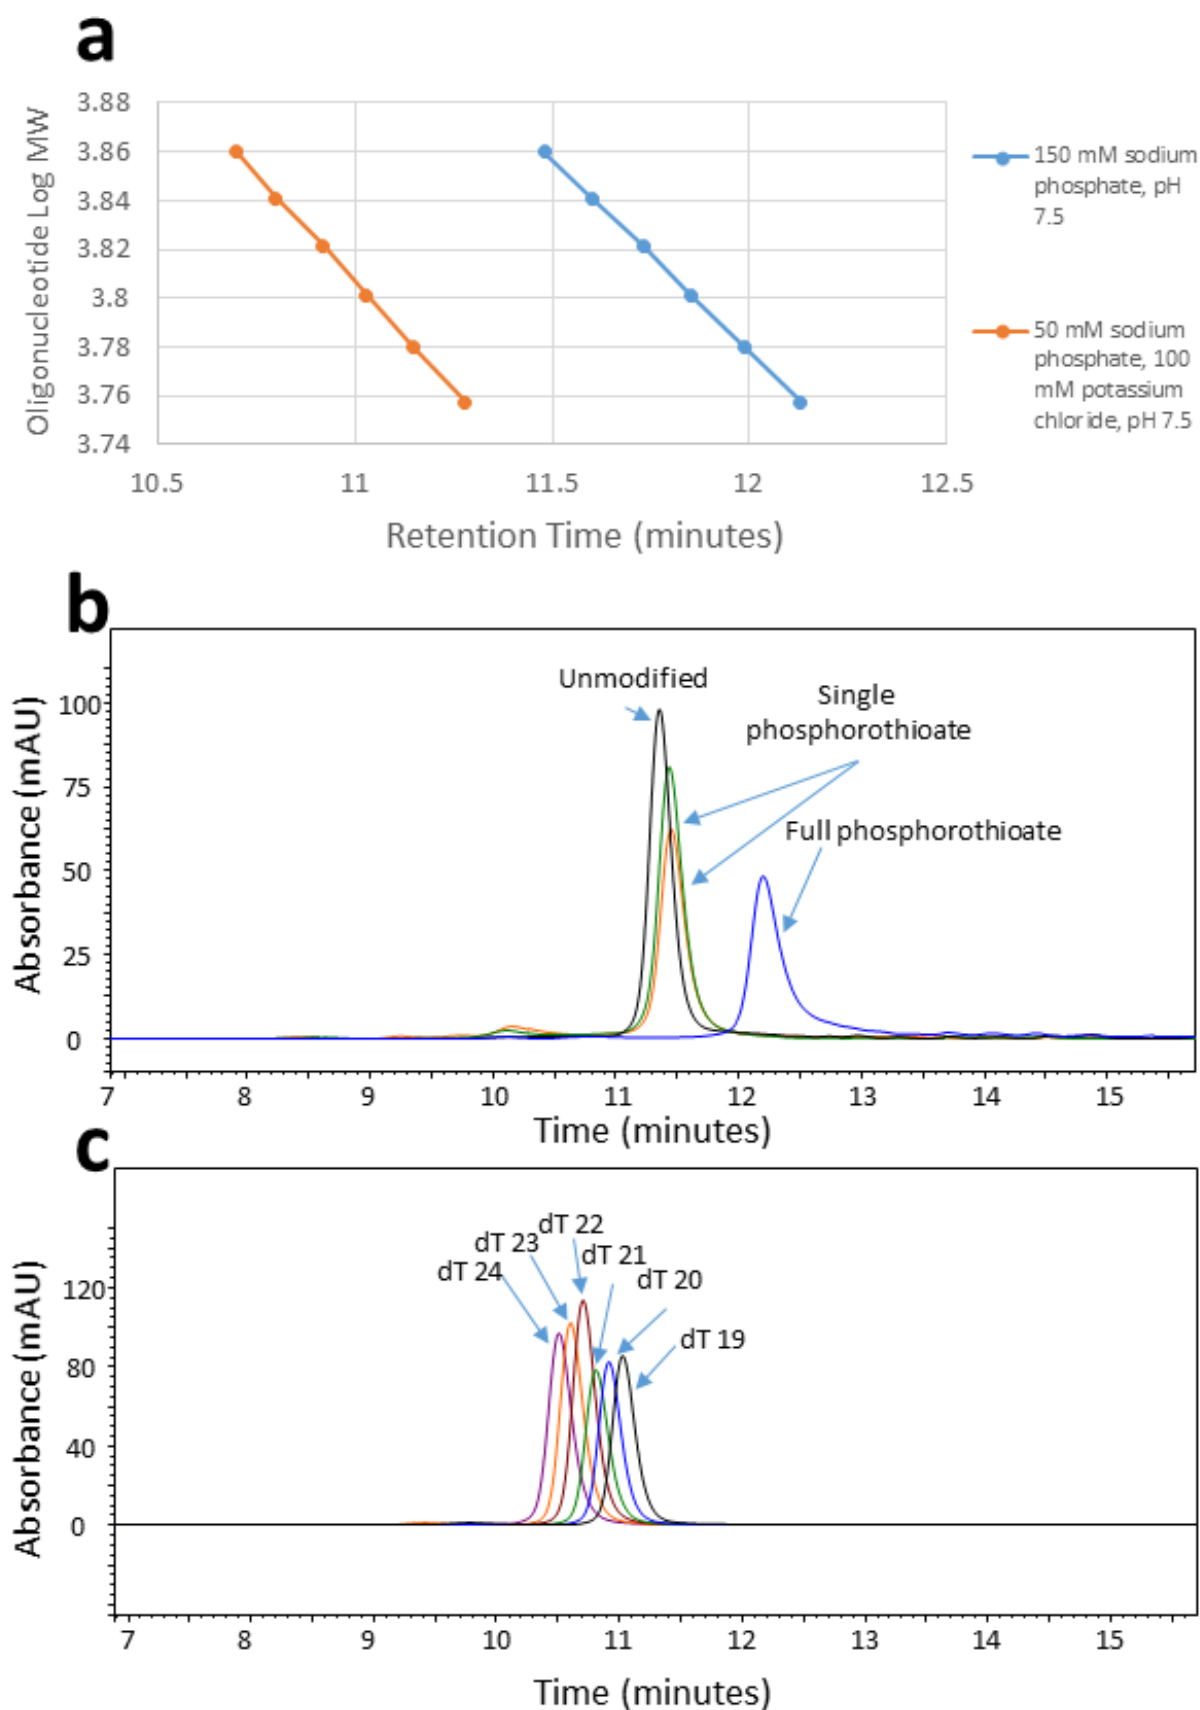 a
Oligonucleotide Log MW
3.88
3.86
3.84
3.82
3.8
3.78
3.76
3.74
10.5 11 11.5 12 12.5
Retention Time (minutes)
150 mM sodium
phosphate, pH
7.5
50 mM sodium
phosphate, 100
mM potassium
chloride, pH 7.5
b
Absorbance (mAU)
100
75
50
25
0
Unmodified
Single
phosphorothioate
Full phosphorothioate
7 8 9 10 11 12 13 14 15
Time (minutes)
c
Absorbance (mAU)
120
80
40
0
dT 24
dT 23
dT 22
dT 21
dT 20
dT 19
7 8 9 10 11 12 13 14 15
Time (minutes)